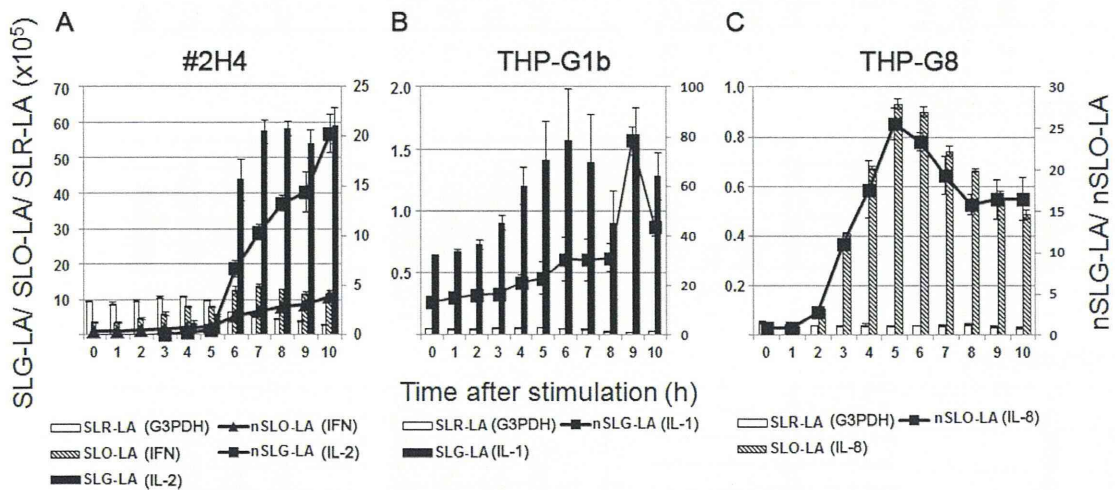 A
B
C
#2H4
THP-G1b
THP-G8
SLG-LA/ SLO-LA/ SLR-LA (x10⁵)
70
60
50
40
30
20
10
25
20
15
10
5
0
2.0
1.5
1.0
0.5
100
80
60
40
20
0
1.0
0.8
0.6
0.4
0.2
30
25
20
15
10
5
0
nSLG-LA/ nSLO-LA
0 1 2 3 4 5 6 7 8 9 10
0 1 2 3 4 5 6 7 8 9 10
0 1 2 3 4 5 6 7 8 9 10
Time after stimulation (h)
SLR-LA (G3PDH) nSLO-LA (IFN)
SLO-LA (IFN) nSLG-LA (IL-2)
SLG-LA (IL-2)
SLR-LA (G3PDH) nSLG-LA (IL-1)
SLG-LA (IL-1)
SLR-LA (G3PDH) nSLO-LA (IL-8)
SLO-LA (IL-8)